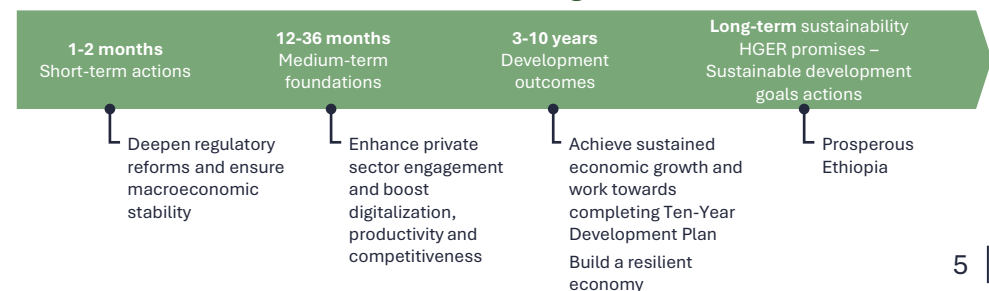 1-2 months
Short-term actions
12-36 months
Medium-term
foundations
3-10 years
Development
outcomes
Long-term sustainability
HGER promises –
Sustainable development
goals actions
Deepen regulatory
reforms and ensure
macroeconomic
stability
Enhance private
sector engagement
and boost
digitalization,
productivity and
competitiveness
Achieve sustained
economic growth and
work towards
completing Ten-Year
Development Plan
Build a resilient
economy
Prosperous
Ethiopia
5